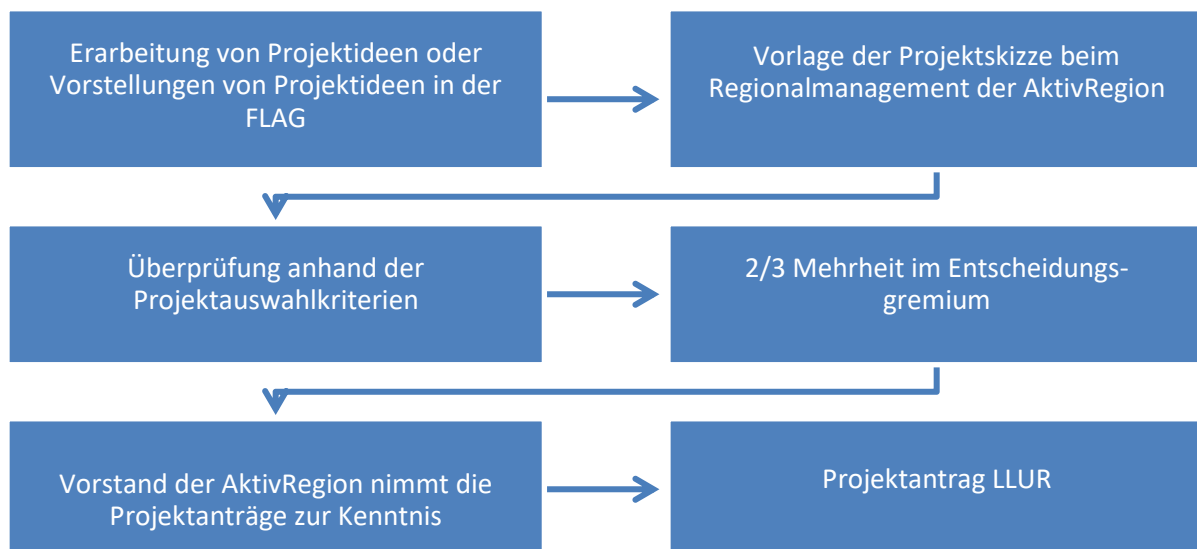 Erarbeitung von Projektideen oder
Vorstellungen von Projektideen in der
FLAG
Vorlage der Projektskizze beim
Regionalmanagement der AktivRegion
Überprüfung anhand der
Projektauswahlkriterien
2/3 Mehrheit im Entscheidungs-
gremium
Vorstand der AktivRegion nimmt die
Projektanträge zur Kenntnis
Projektantrag LLUR